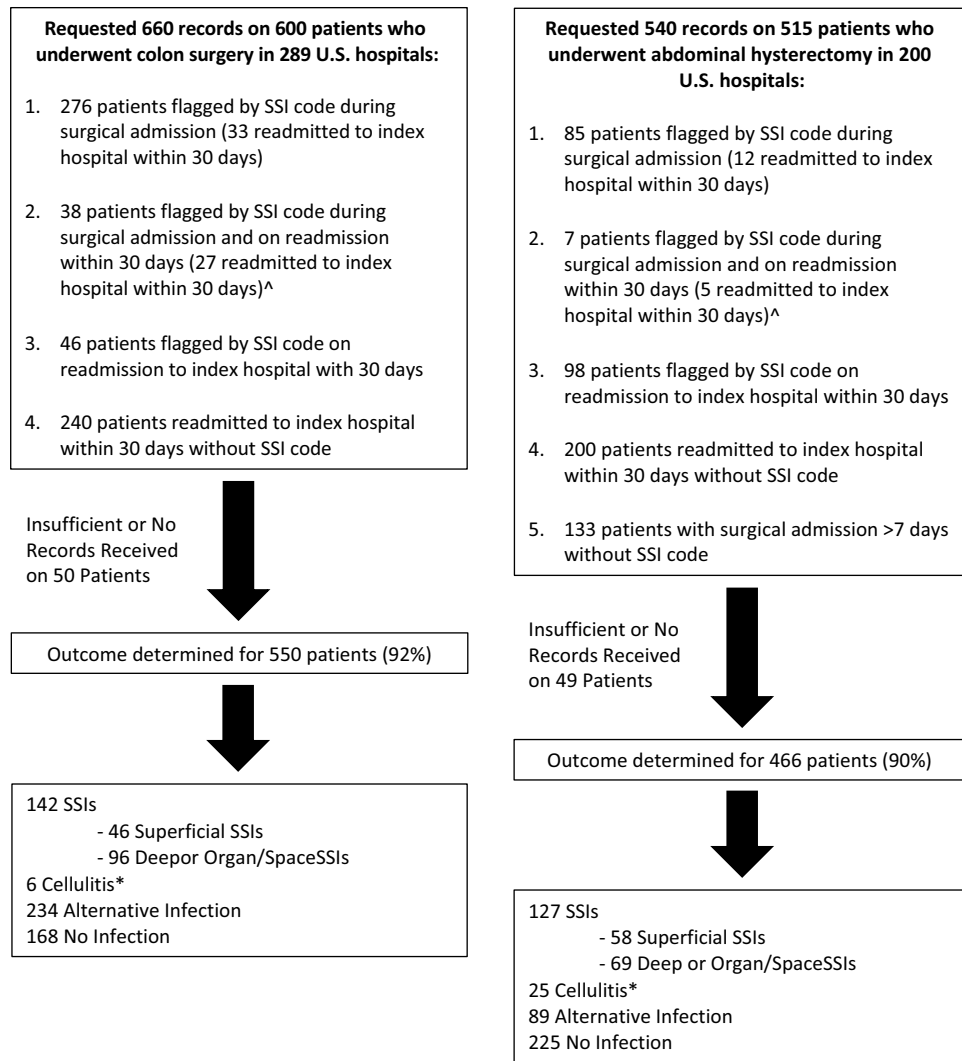 Requested 660 records on 600 patients who
underwent colon surgery in 289 U.S. hospitals:
1. 276 patients flagged by SSI code during
surgical admission (33 readmitted to index
hospital within 30 days)
2. 38 patients flagged by SSI code during
surgical admission and on readmission
within 30 days (27 readmitted to index
hospital within 30 days)^
3. 46 patients flagged by SSI code on
readmission to index hospital with 30 days
4. 240 patients readmitted to index hospital
within 30 days without SSI code
Insufficient or No
Records Received
on 50 Patients
Outcome determined for 550 patients (92%)
142 SSIs
- 46 Superficial SSIs
- 96 Deepor Organ/SpaceSSIs
6 Cellulitis*
234 Alternative Infection
168 No Infection
Requested 540 records on 515 patients who
underwent abdominal hysterectomy in 200
U.S. hospitals:
1. 85 patients flagged by SSI code during
surgical admission (12 readmitted to index
hospital within 30 days)
2. 7 patients flagged by SSI code during
surgical admission and on readmission
within 30 days (5 readmitted to index
hospital within 30 days)^
3. 98 patients flagged by SSI code on
readmission to index hospital within 30 days
4. 200 patients readmitted to index hospital
within 30 days without SSI code
5. 133 patients with surgical admission >7 days
without SSI code
Insufficient or No
Records Received
on 49 Patients
Outcome determined for 466 patients (90%)
127 SSIs
- 58 Superficial SSIs
- 69 Deep or Organ/SpaceSSIs
25 Cellulitis*
89 Alternative Infection
225 No Infection